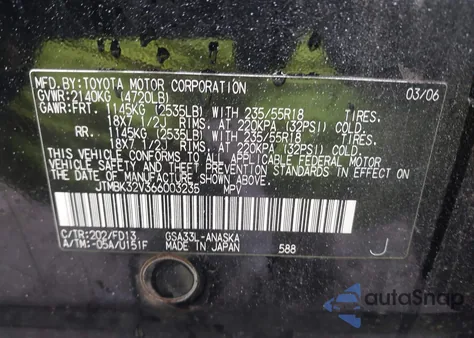 MFD. BY: TOYOTA MOTOR CORPORATION 03/06
GVWR: 2140KG (4720LB)
GAWR: FRT. 1145KG (2535LB) WITH 235/55R18 TIRES.
18X7 1/2J RIMS. AT 220KPA (32PSI) COLD.
RR. 1145KG (2535LB) WITH 235/55R18 TIRES.
18X7 1/2J RIMS. AT 220KPA (32PSI) COLD.
THIS VEHICLE CONFORMS TO ALL APPLICABLE FEDERAL MOTOR
VEHICLE SAFETY STANDARDS IN EFFECT ON THE DATE OF
MANUFACTURE SHOWN ABOVE.
JTMBK32V366003235 MPV
C/TR: 202/FD13 GSA33L-ANASKA
A/TM: -05A/U151F MADE IN JAPAN 588 J
autoSnap